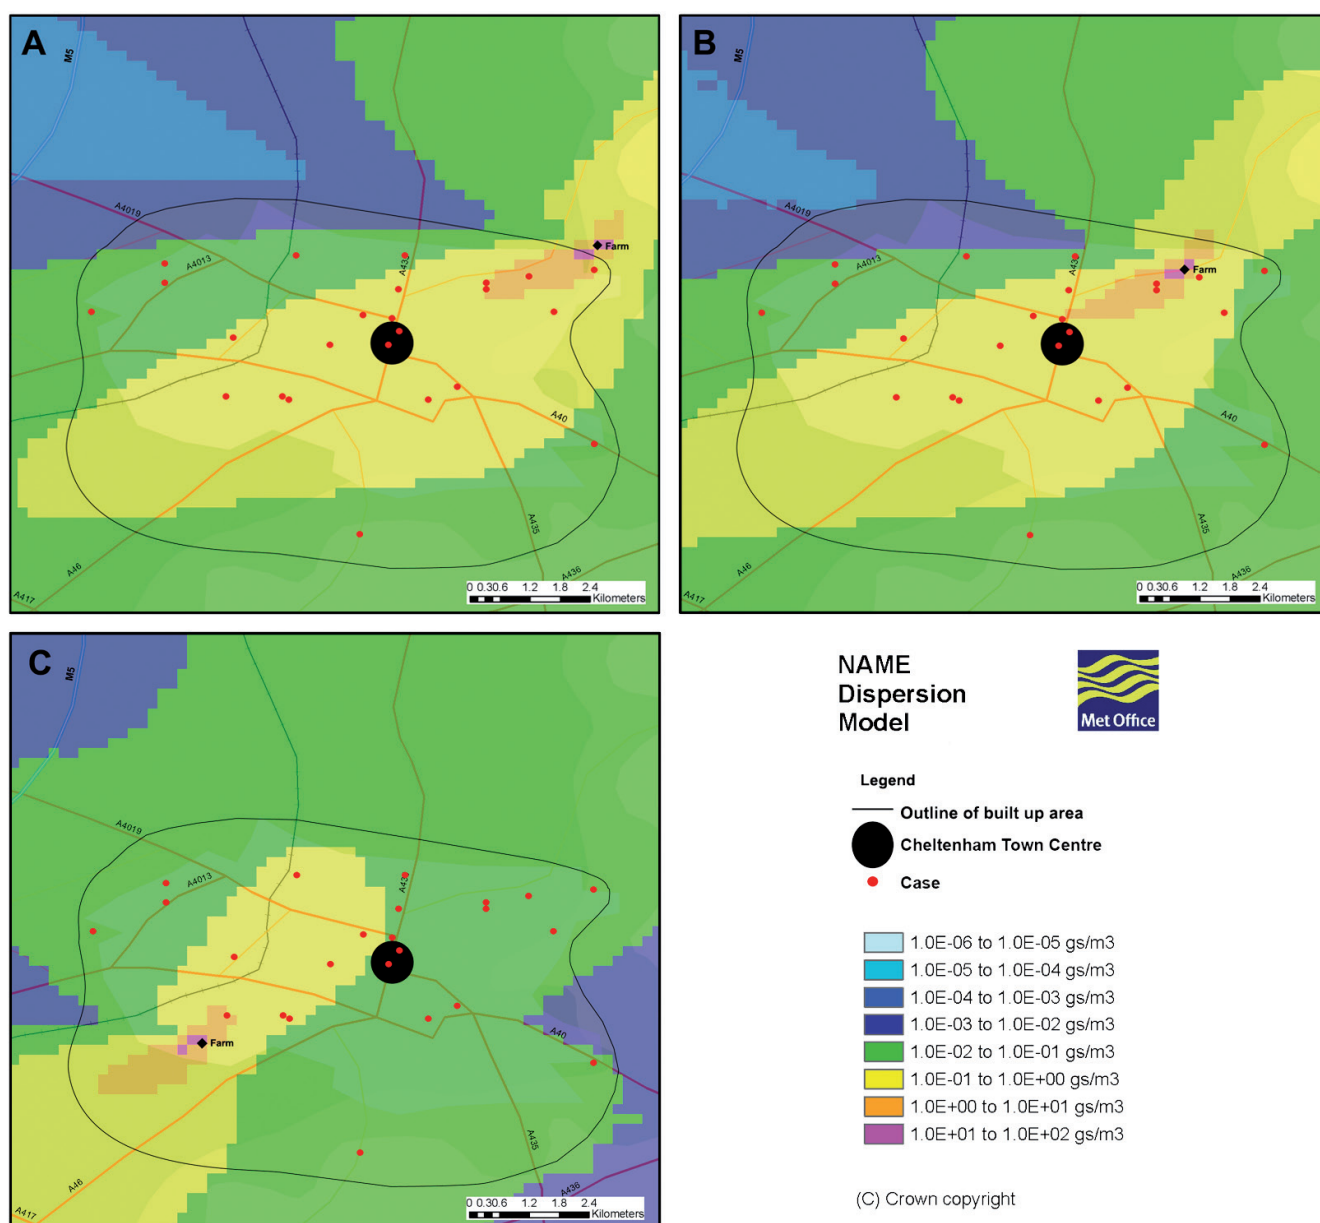 A
M5
A4019
A4013
A435
Farm
A40
A435
A46
A436
A417
0 0.30.6 1.2 1.8 2.4
Kilometers
B
M5
A4019
A4013
A435
Farm
A40
A435
A46
A436
A417
0 0.30.6 1.2 1.8 2.4
Kilometers
C
M5
A4019
A4013
Farm
A40
A435
A46
A436
A417
0 0.30.6 1.2 1.8 2.4
Kilometers
NAME
Dispersion
Model
Met Office
Legend
Outline of built up area
Cheltenham Town Centre
Case
1.0E-06 to 1.0E-05 gs/m3
1.0E-05 to 1.0E-04 gs/m3
1.0E-04 to 1.0E-03 gs/m3
1.0E-03 to 1.0E-02 gs/m3
1.0E-02 to 1.0E-01 gs/m3
1.0E-01 to 1.0E+00 gs/m3
1.0E+00 to 1.0E+01 gs/m3
1.0E+01 to 1.0E+02 gs/m3
(C) Crown copyright